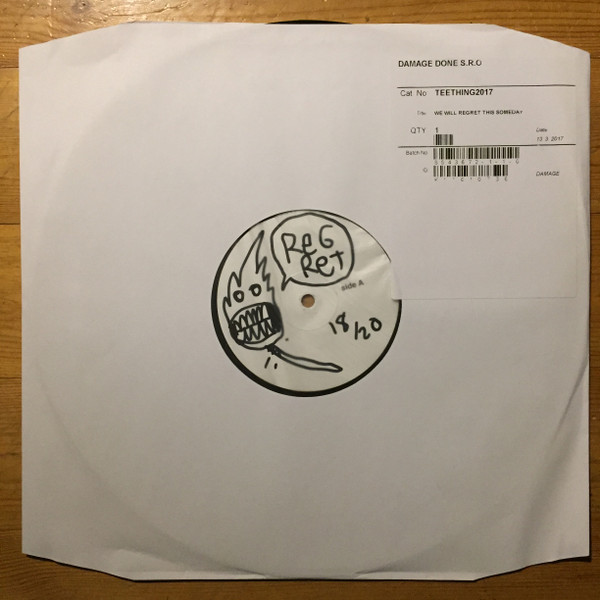 DAMAGE DONE S.R.O
Cat. No TEETHING2017
Title
WE WILL REGRET THIS SOMEDAY
QTY 1
Date
13 3 2017
Batch No
DAMAGE
ReG
Ret
side A
18/20